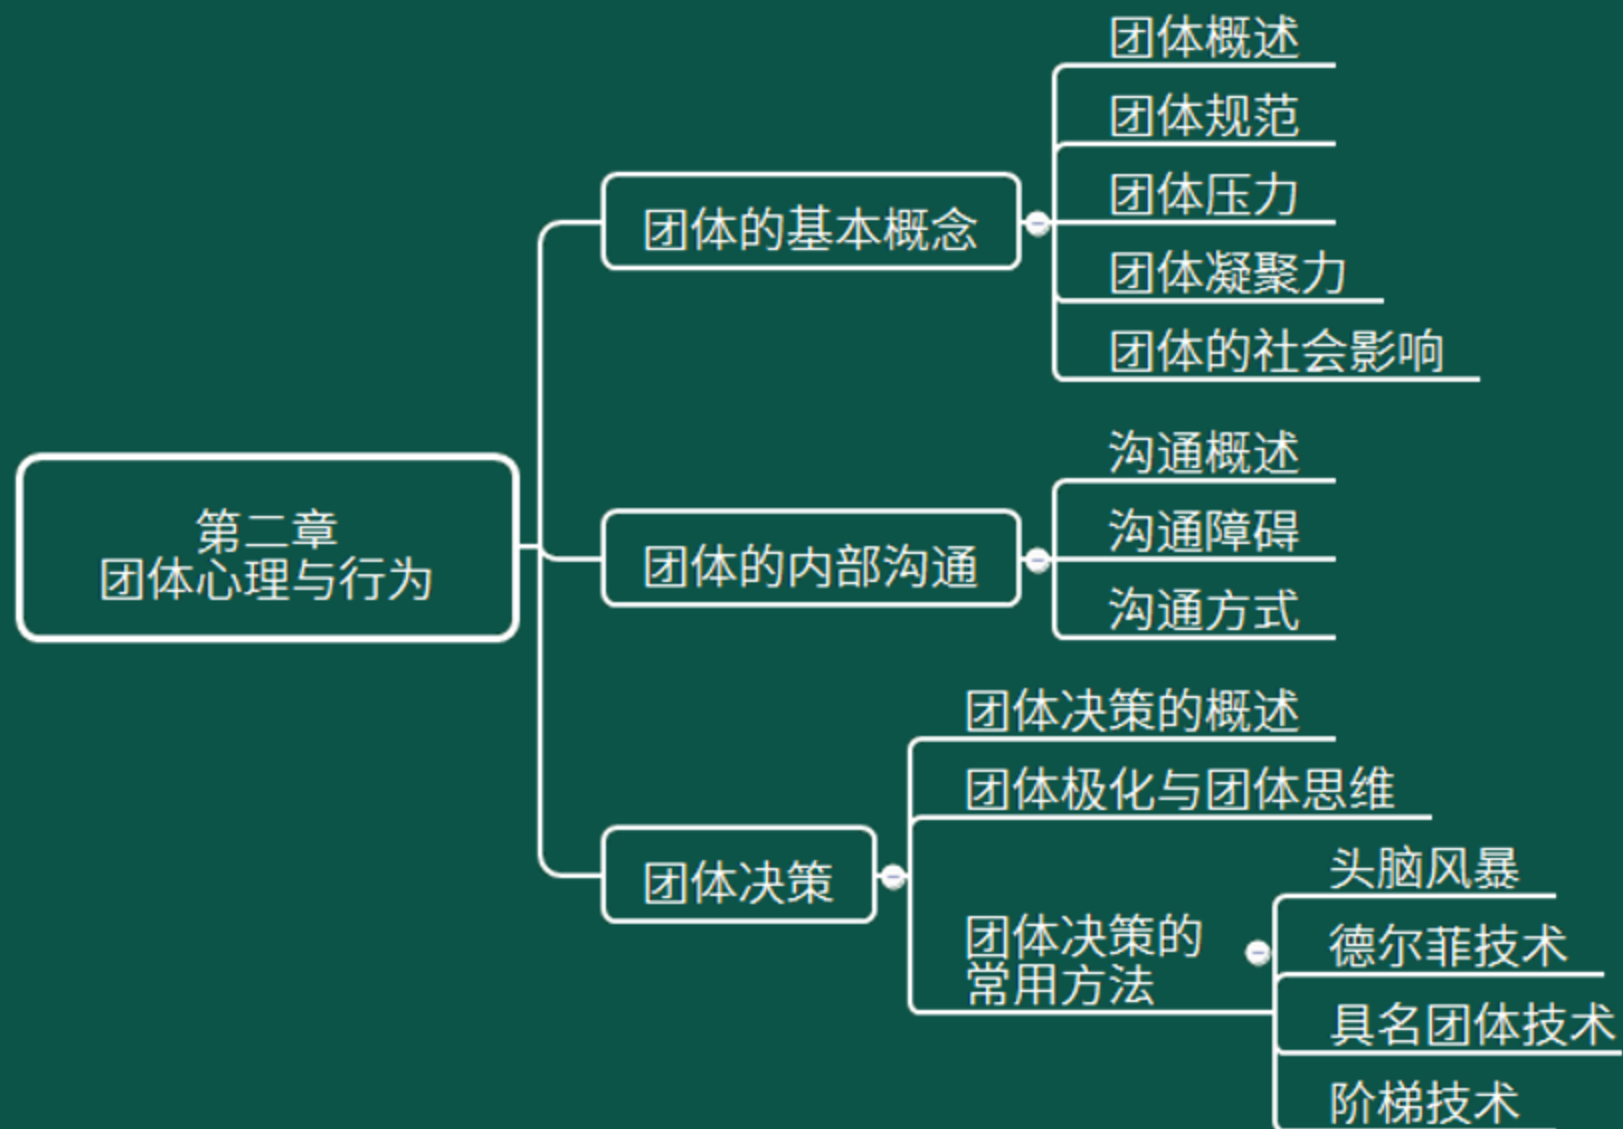 第二章
团体心理与行为
团体的基本概念
团体概述
团体规范
团体压力
团体凝聚力
团体的社会影响
团体的内部沟通
沟通概述
沟通障碍
沟通方式
团体决策
团体决策的概述
团体极化与团体思维
团体决策的
常用方法
头脑风暴
德尔菲技术
具名团体技术
阶梯技术